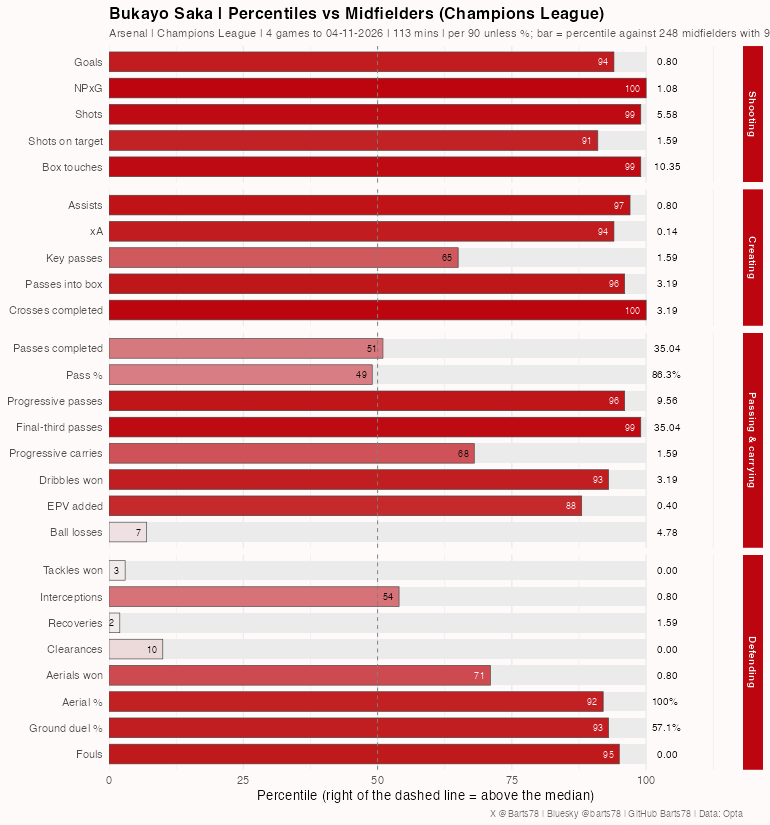 Bukayo Saka | Percentiles vs Midfielders (Champions League)
Arsenal | Champions League | 4 games to 04-11-2026 | 113 mins | per 90 unless %; bar = percentile against 248 midfielders with 9
Goals 94 0.80
NPxG 100 1.08
Shots 99 5.58
Shots on target 91 1.59
Box touches 99 10.35
Shooting
Assists 97 0.80
xA 94 0.14
Key passes 65 1.59
Passes into box 96 3.19
Crosses completed 100 3.19
Creating
Passes completed 51 35.04
Pass % 49 86.3%
Progressive passes 96 9.56
Final-third passes 99 35.04
Progressive carries 68 1.59
Dribbles won 93 3.19
EPV added 88 0.40
Ball losses 7 4.78
Passing & carrying
Tackles won 3 0.00
Interceptions 54 0.80
Recoveries 2 1.59
Clearances 10 0.00
Aerials won 71 0.80
Aerial % 92 100%
Ground duel % 93 57.1%
Fouls 95 0.00
Defending
0 25 50 75 100
Percentile (right of the dashed line = above the median)
X @Barts78 | Bluesky @barts78 | GitHub Barts78 | Data: Opta